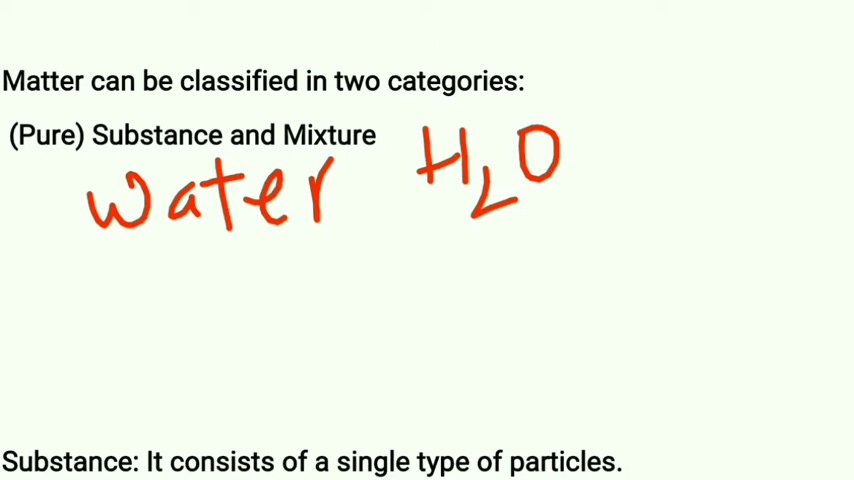 Matter can be classified in two categories:
(Pure) Substance and Mixture
water H2O
Substance: It consists of a single type of particles.